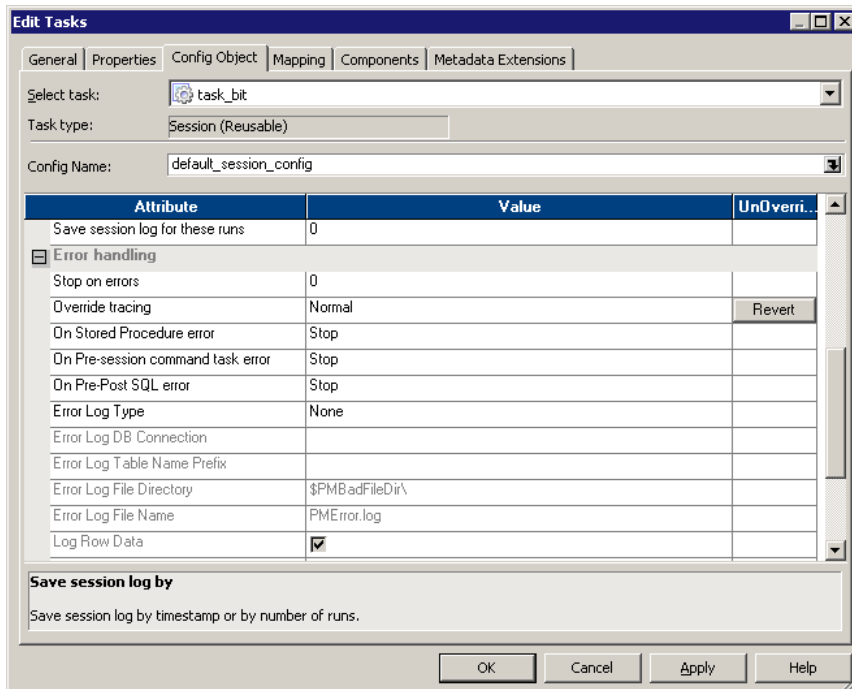 Edit Tasks
General Properties Config Object Mapping Components Metadata Extensions
Select task: task_bit
Task type: Session (Reusable)
Config Name: default_session_config
Attribute Value UnOverri...
Save session log for these runs 0
Error handling
Stop on errors 0
Override tracing Normal Revert
On Stored Procedure error Stop
On Pre-session command task error Stop
On Pre-Post SQL error Stop
Error Log Type None
Error Log DB Connection
Error Log Table Name Prefix
Error Log File Directory $PMBadFileDir\
Error Log File Name PMError.log
Log Row Data
Save session log by
Save session log by timestamp or by number of runs.
OK Cancel Apply Help